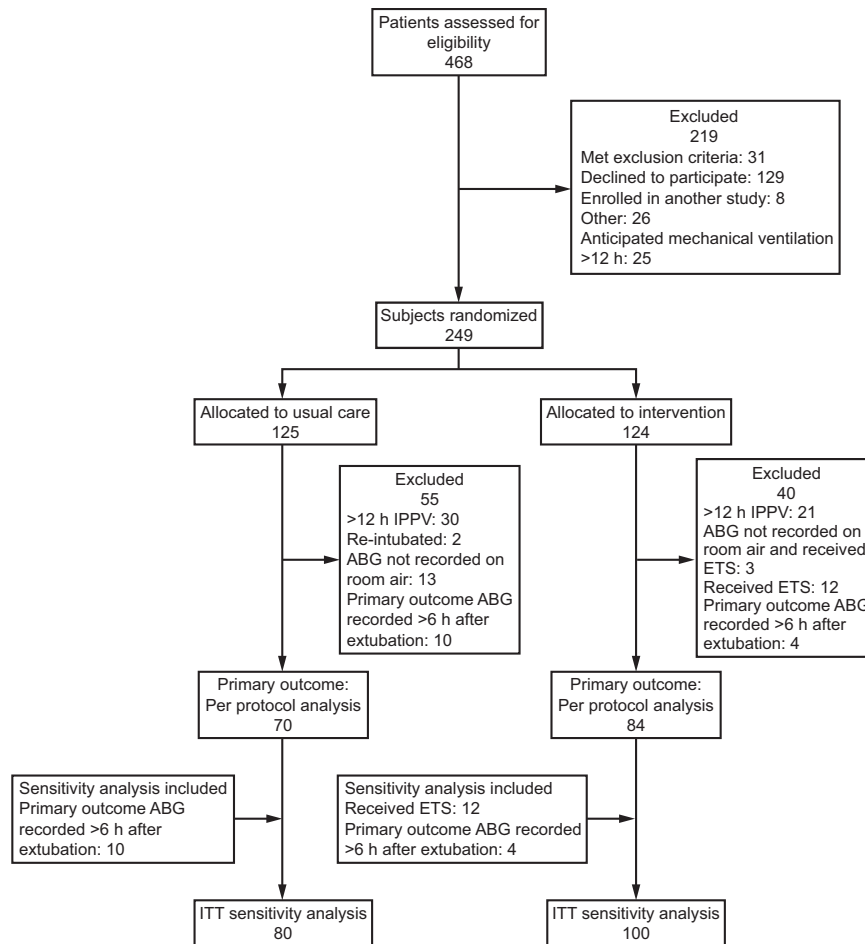 Patients assessed for
eligibility
468
Excluded
219
Met exclusion criteria: 31
Declined to participate: 129
Enrolled in another study: 8
Other: 26
Anticipated mechanical ventilation
>12 h: 25
Subjects randomized
249
Allocated to usual care
125
Allocated to intervention
124
Excluded
55
>12 h IPPV: 30
Re-intubated: 2
ABG not recorded on
room air: 13
Primary outcome ABG
recorded >6 h after
extubation: 10
Excluded
40
>12 h IPPV: 21
ABG not recorded on
room air and received
ETS: 3
Received ETS: 12
Primary outcome ABG
recorded >6 h after
extubation: 4
Primary outcome:
Per protocol analysis
70
Primary outcome:
Per protocol analysis
84
Sensitivity analysis included
Primary outcome ABG
recorded >6 h after
extubation: 10
Sensitivity analysis included
Received ETS: 12
Primary outcome ABG recorded
>6 h after extubation: 4
ITT sensitivity analysis
80
ITT sensitivity analysis
100